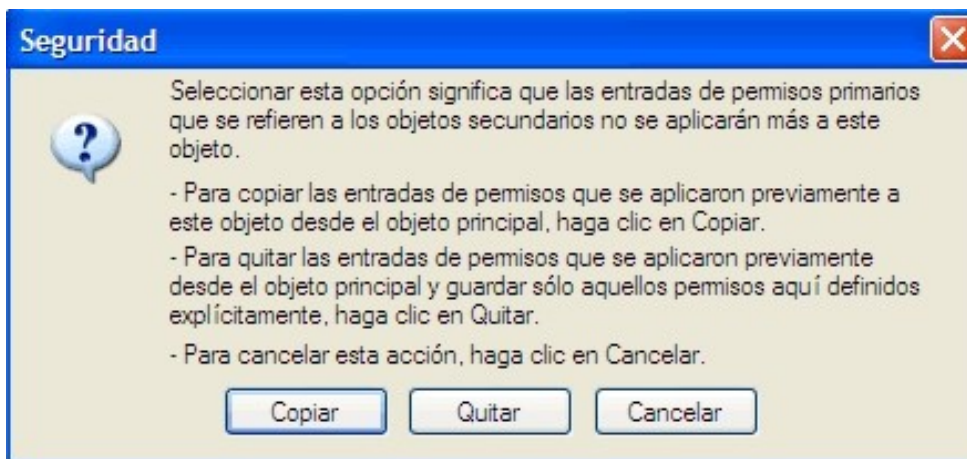 Seguridad
Seleccionar esta opción significa que las entradas de permisos primarios
que se refieren a los objetos secundarios no se aplicarán más a este
objeto.
- Para copiar las entradas de permisos que se aplicaron previamente a
este objeto desde el objeto principal, haga clic en Copiar.
- Para quitar las entradas de permisos que se aplicaron previamente
desde el objeto principal y guardar sólo aquellos permisos aquí definidos
explícitamente, haga clic en Quitar.
- Para cancelar esta acción, haga clic en Cancelar.
Copiar Quitar Cancelar